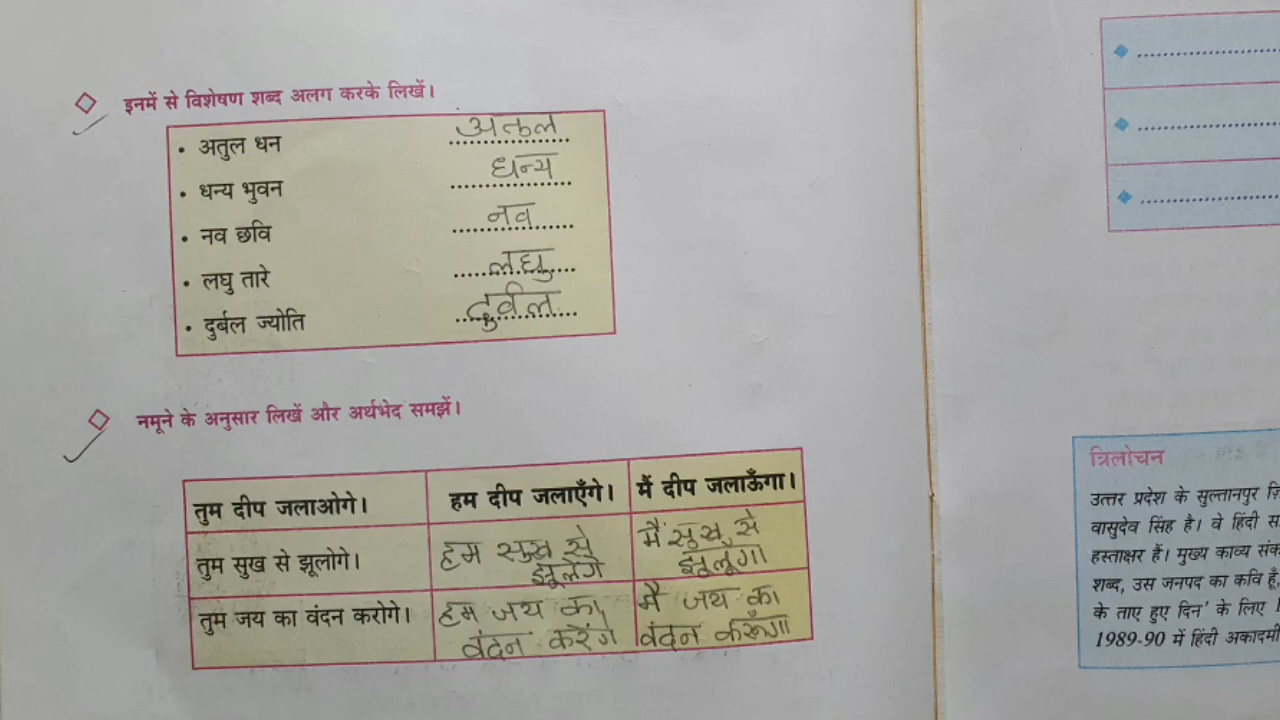 इनमें से विशेषण शब्द अलग करके लिखें।
• अतुल धन अतुल
• धन्य भुवन धन्य
• नव छवि नव
• लघु तारे लघु
• दुर्बल ज्योति दुर्वल
नमूने के अनुसार लिखें और अर्थभेद समझें।
तुम दीप जलाओगे। हम दीप जलाएँगे। मैं दीप जलाऊँगा।
तुम सुख से झूलोगे। हम सुख से झूलेंगे मैं सुख से झूलूँगा
तुम जय का वंदन करोगे। हम जय का वंदन करेंगे मैं जय का वंदन करूँगा
त्रिलोचन
उत्तर प्रदेश के सुल्तानपुर
वासुदेव सिंह है। वे हिंदी
हस्ताक्षर हैं। मुख्य काव्य
शब्द, उस जनपद का कवि हूँ,
के ताए हुए दिन' के लिए
1989-90 में हिंदी अकादमी